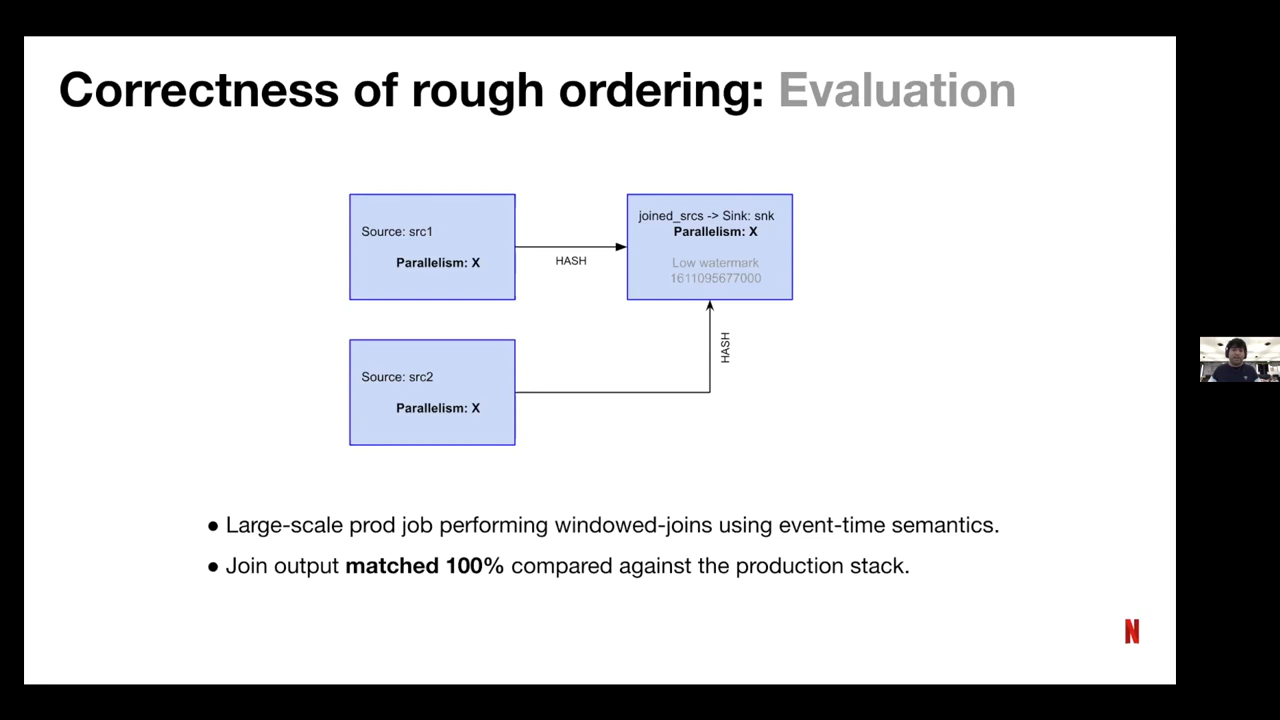 Correctness of rough ordering: Evaluation
Source: src1
Parallelism: X
HASH
joined_srcs -> Sink: snk
Parallelism: X
Low watermark
1611095677000
HASH
Source: src2
Parallelism: X
● Large-scale prod job performing windowed-joins using event-time semantics.
● Join output matched 100% compared against the production stack.
N